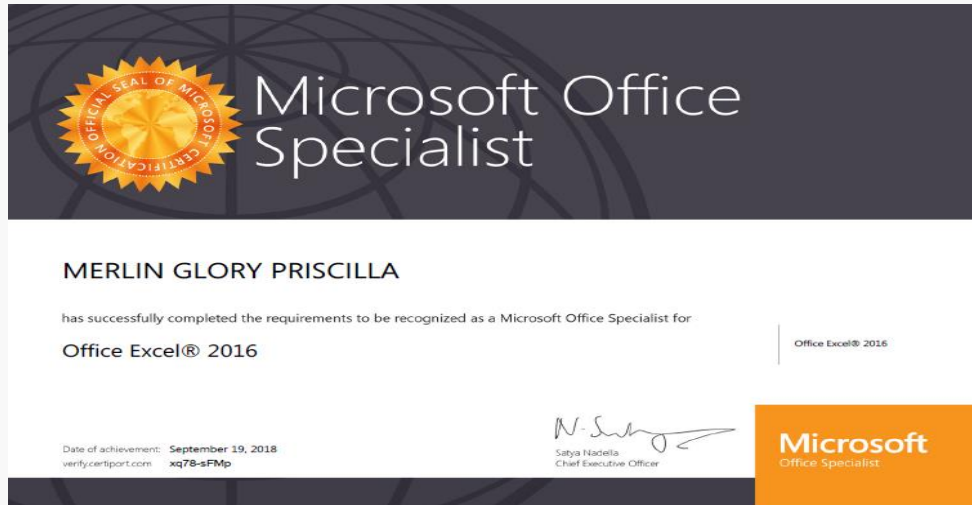 OFFICIAL SEAL OF MICROSOFT CERTIFICATION
Microsoft Office
Specialist
MERLIN GLORY PRISCILLA
has successfully completed the requirements to be recognized as a Microsoft Office Specialist for
Office Excel® 2016
Office Excel® 2016
Date of achievement: September 19, 2018
verify.certiport.com xq78-sFMp
N. S
Satya Nadella
Chief Executive Officer
Microsoft
Office Specialist